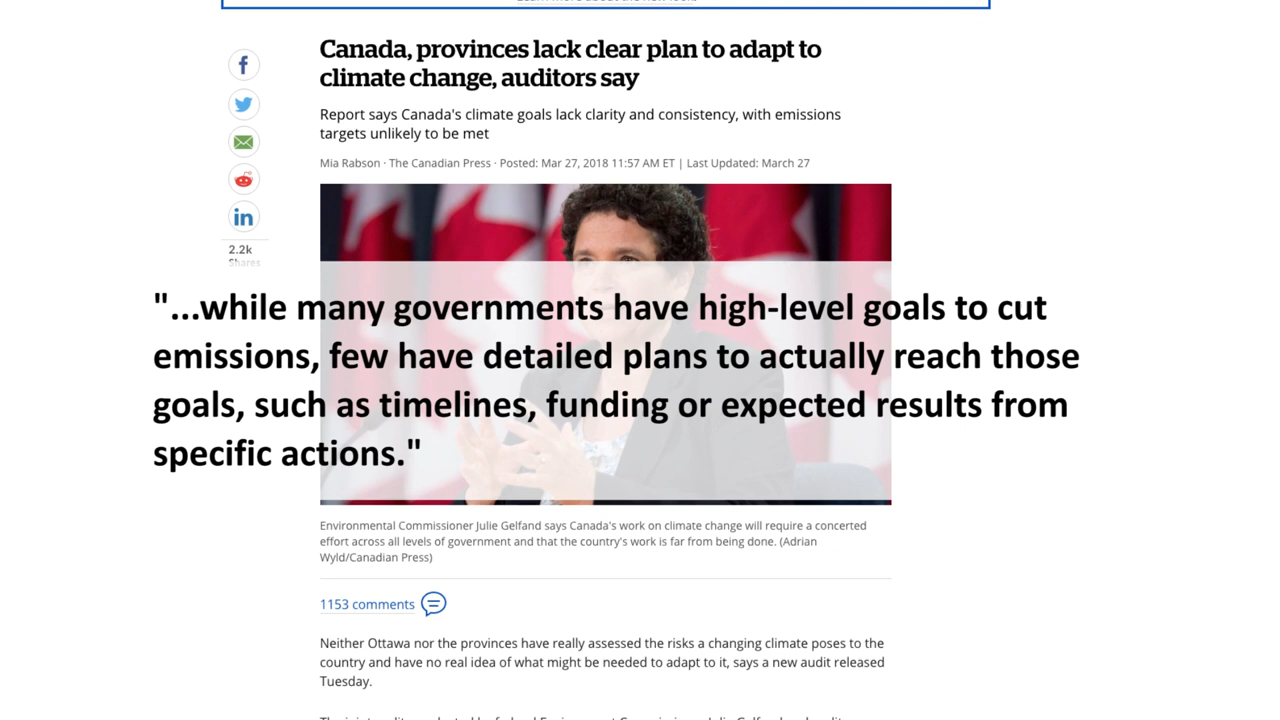 Learn more about the new look.
Canada, provinces lack clear plan to adapt to
climate change, auditors say
Report says Canada's climate goals lack clarity and consistency, with emissions
targets unlikely to be met
Mia Rabson · The Canadian Press · Posted: Mar 27, 2018 11:57 AM ET | Last Updated: March 27
2.2k
Shares
"...while many governments have high-level goals to cut
emissions, few have detailed plans to actually reach those
goals, such as timelines, funding or expected results from
specific actions."
Environmental Commissioner Julie Gelfand says Canada's work on climate change will require a concerted
effort across all levels of government and that the country's work is far from being done. (Adrian
Wyld/Canadian Press)
1153 comments
Neither Ottawa nor the provinces have really assessed the risks a changing climate poses to the
country and have no real idea of what might be needed to adapt to it, says a new audit released
Tuesday.